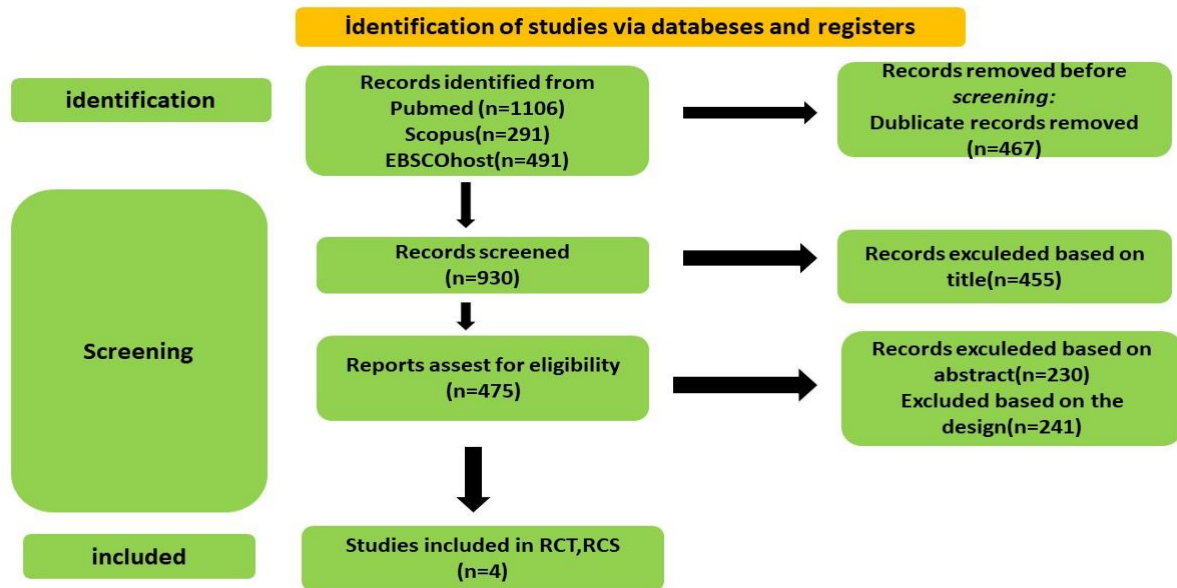 İdentification of studies via databeses and registers
identification
Records identified from
Pubmed (n=1106)
Scopus(n=291)
EBSCOhost(n=491)
Records removed before
screening:
Dublicate records removed
(n=467)
Screening
Records screened
(n=930)
Records exculeded based on
title(n=455)
Reports assest for eligibility
(n=475)
Records exculeded based on
abstract(n=230)
Excluded based on the
design(n=241)
included
Studies included in RCT,RCS
(n=4)